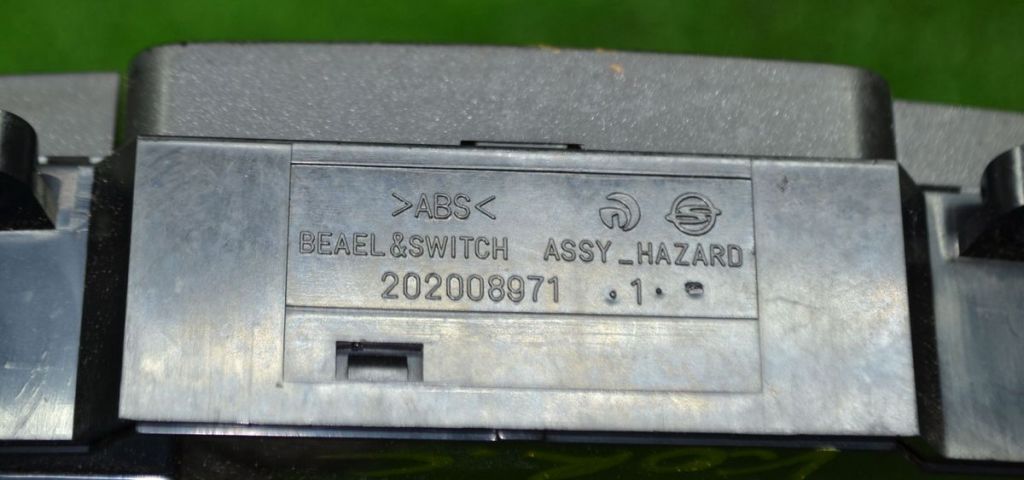 >ABS<
BEAEL&SWITCH ASSY_HAZARD
202008971 .1.